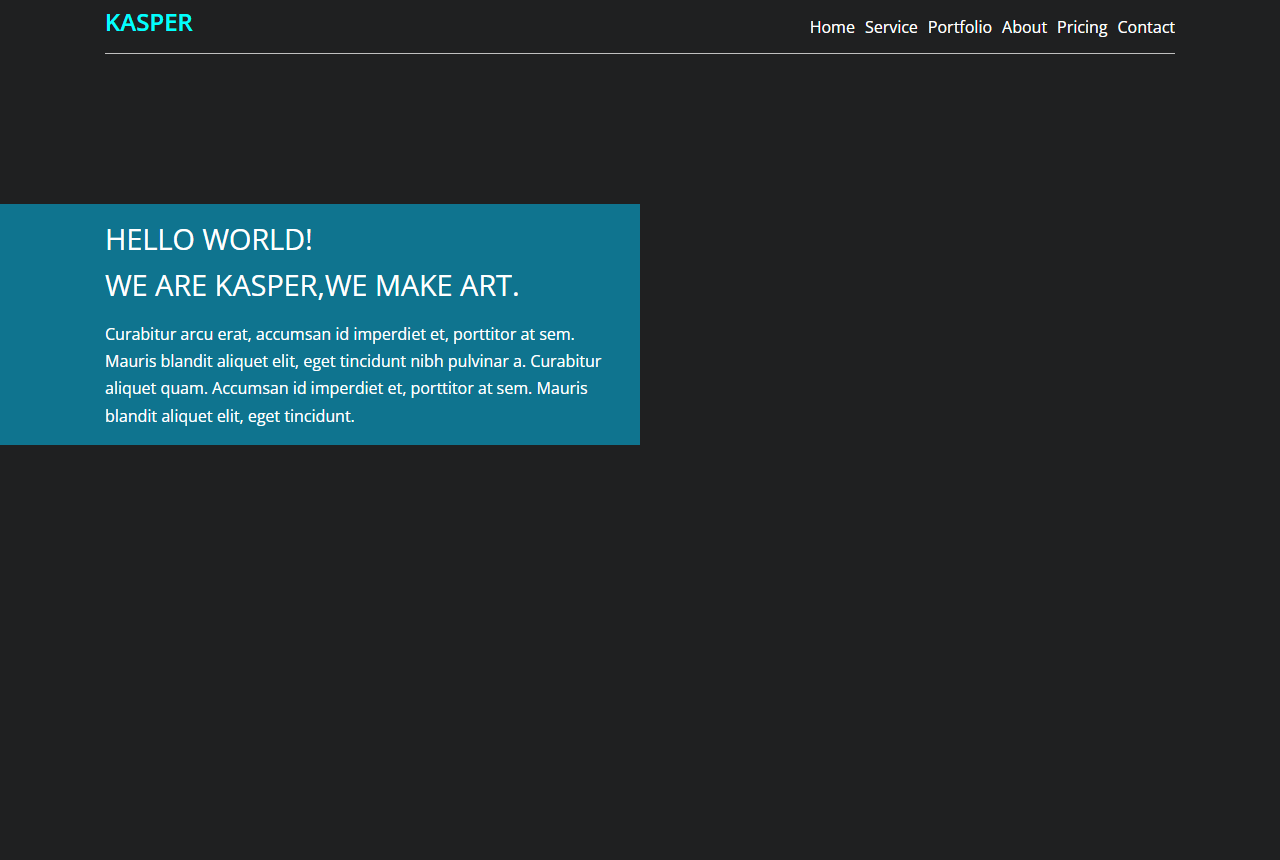 KASPER
Home Service Portfolio About Pricing Contact
HELLO WORLD!
WE ARE KASPER,WE MAKE ART.
Curabitur arcu erat, accumsan id imperdiet et, porttitor at sem.
Mauris blandit aliquet elit, eget tincidunt nibh pulvinar a. Curabitur
aliquet quam. Accumsan id imperdiet et, porttitor at sem. Mauris
blandit aliquet elit, eget tincidunt.